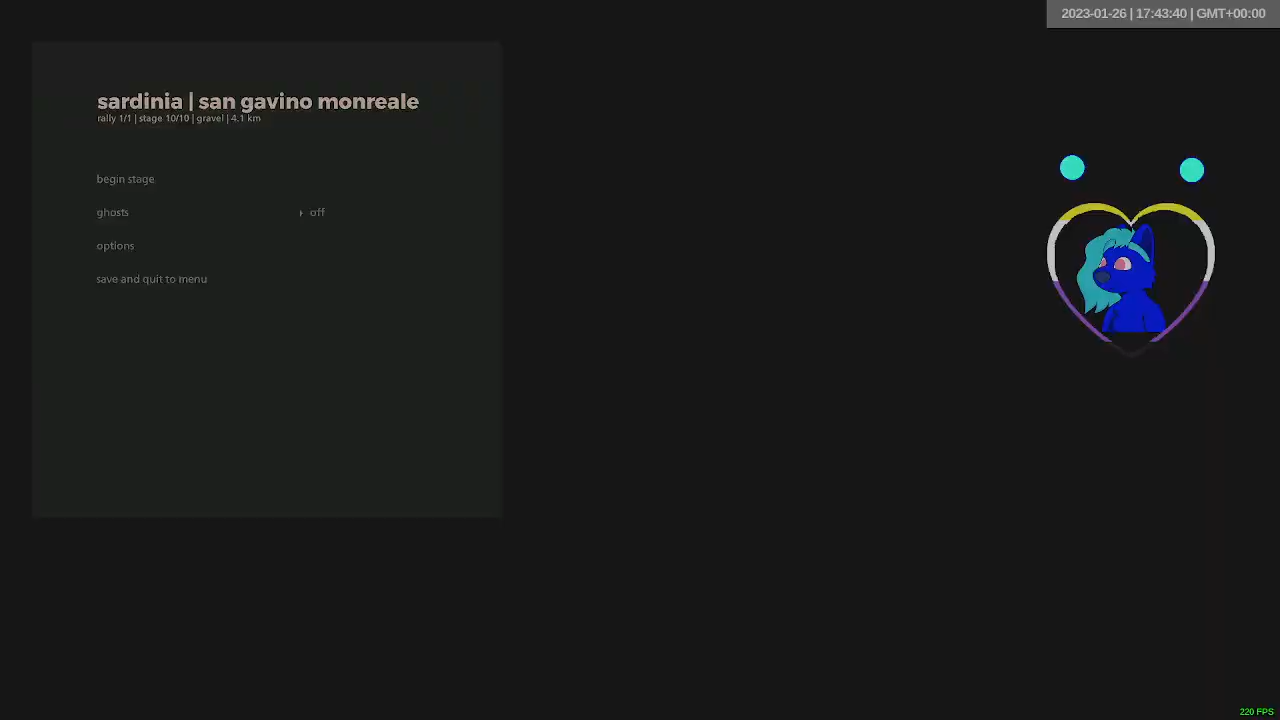 2023-01-26 | 17:43:40 | GMT+00:00
sardinia | san gavino monreale
rally 1/1 | stage 10/10 | gravel | 4.1 km
begin stage
ghosts off
options
save and quit to menu
220 FPS